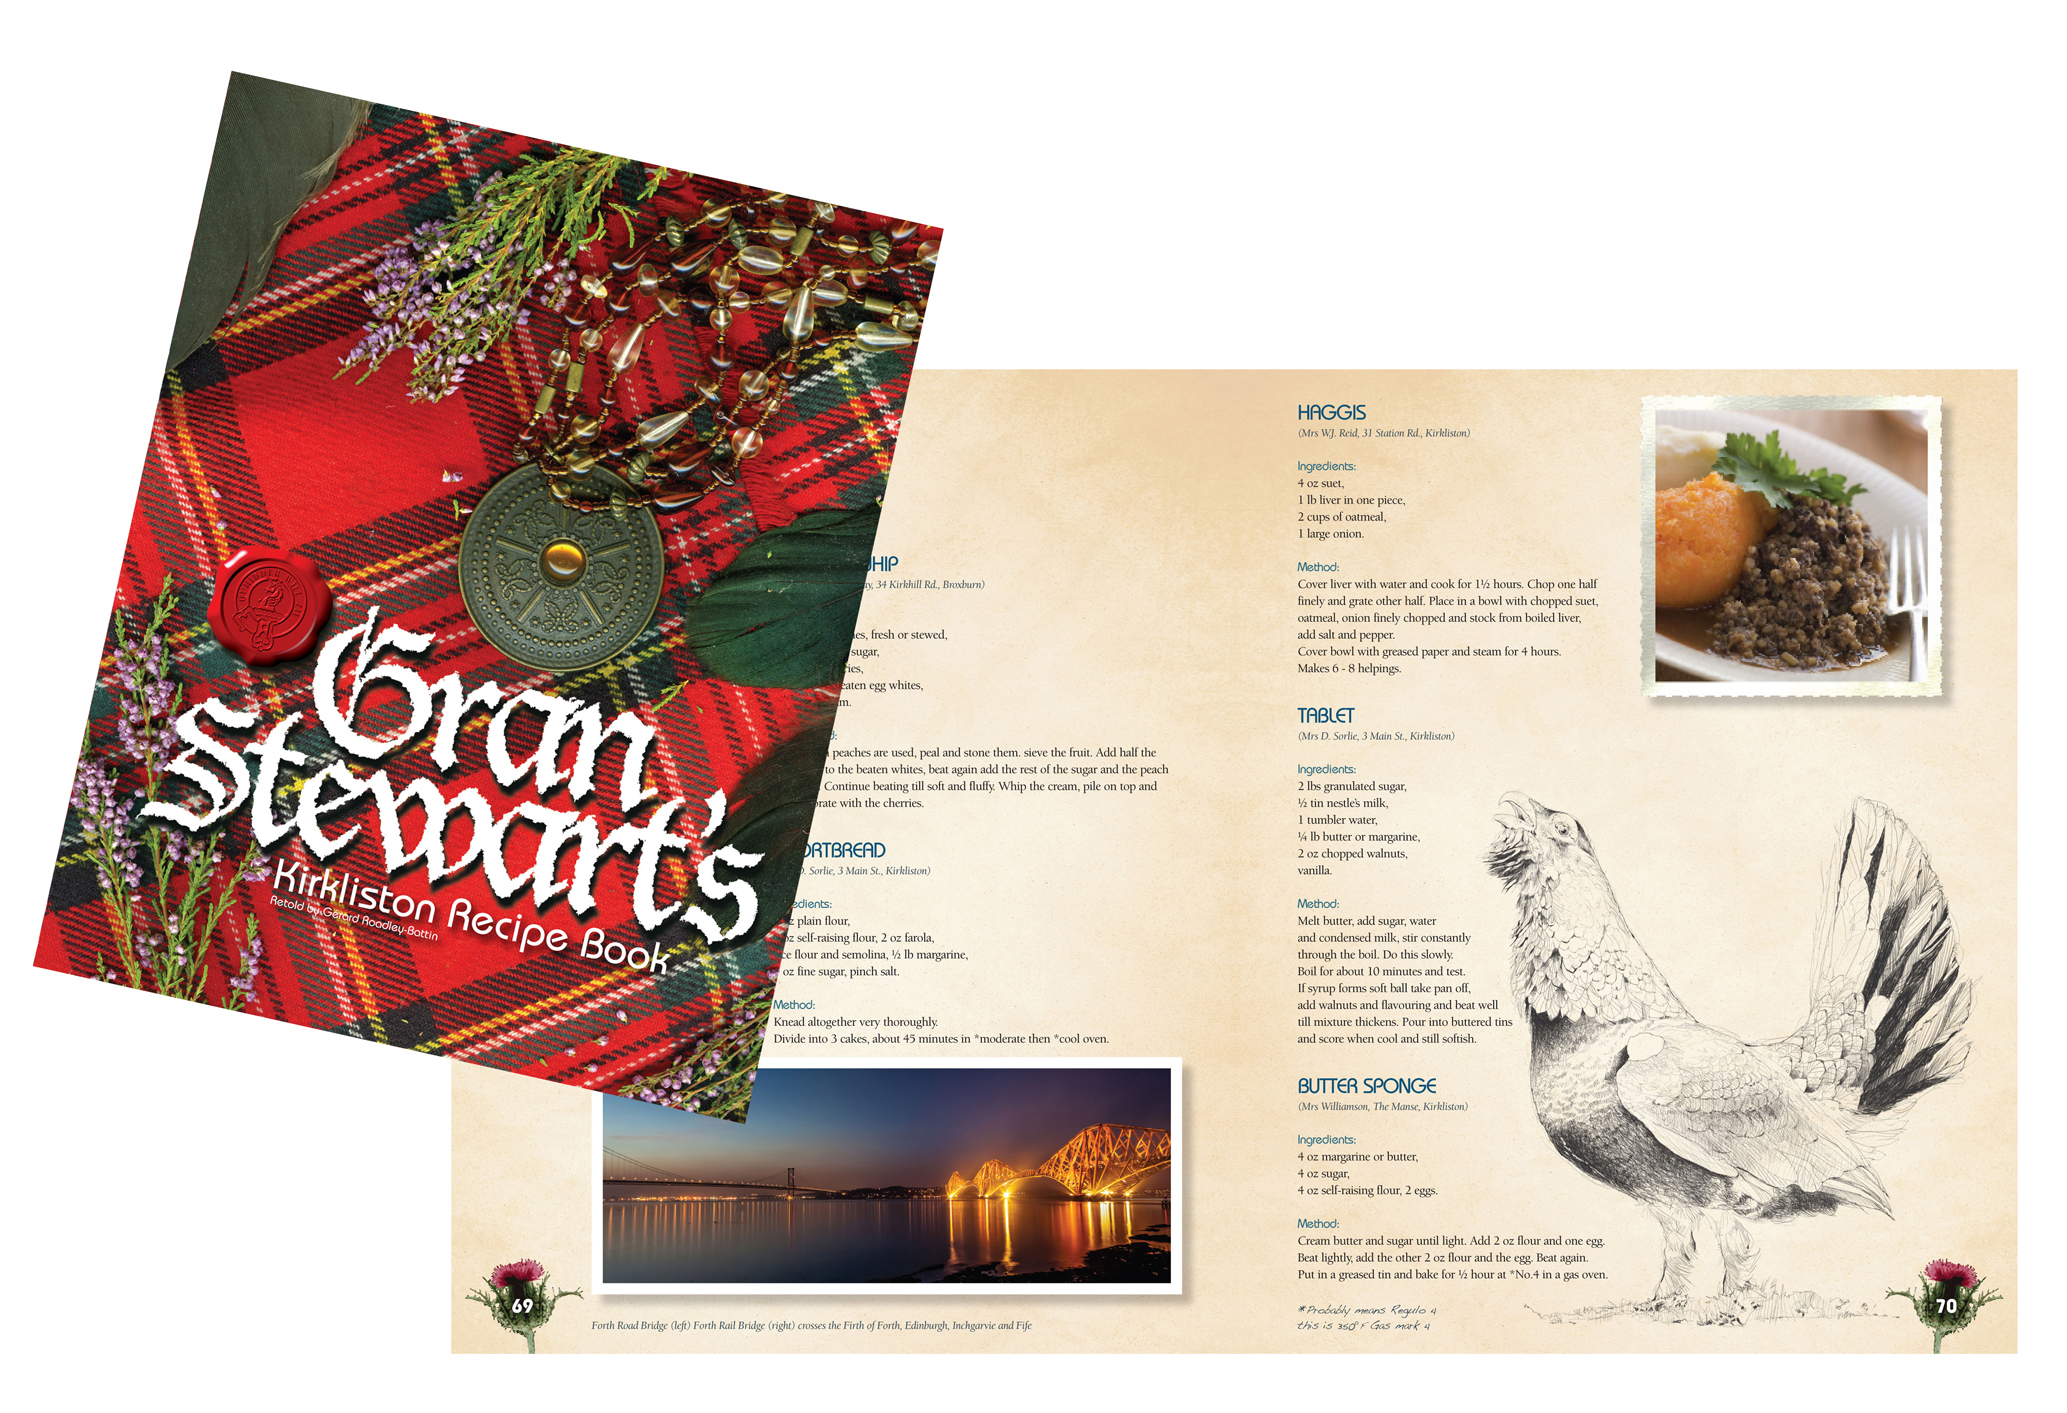 Gran
Stewart's
Kirkliston Recipe Book
Retold by Gerard Roadley-Battin
HIP
34 Kirkhill Rd., Broxburn)
fresh or stewed,
sugar,
egg whites,
peaches are used, peal and stone them. sieve the fruit. Add half the
to the beaten whites, beat again add the rest of the sugar and the peach
Continue beating till soft and fluffy. Whip the cream, pile on top and
with the cherries.
ORTBREAD
D. Sorlie, 3 Main St., Kirkliston)
plain flour,
oz self-raising flour, 2 oz farola,
flour and semolina, ½ lb margarine,
oz fine sugar, pinch salt.
Method:
Knead altogether very thoroughly.
Divide into 3 cakes, about 45 minutes in *moderate then *cool oven.
69
Forth Road Bridge (left) Forth Rail Bridge (right) crosses the Firth of Forth, Edinburgh, Inchgarvie and Fife
HAGGIS
(Mrs W.J. Reid, 31 Station Rd., Kirkliston)
Ingredients:
4 oz suet,
1 lb liver in one piece,
2 cups of oatmeal,
1 large onion.
Method:
Cover liver with water and cook for 1½ hours. Chop one half
finely and grate other half. Place in a bowl with chopped suet,
oatmeal, onion finely chopped and stock from boiled liver,
add salt and pepper.
Cover bowl with greased paper and steam for 4 hours.
Makes 6 - 8 helpings.
TABLET
(Mrs D. Sorlie, 3 Main St., Kirkliston)
Ingredients:
2 lbs granulated sugar,
½ tin nestle's milk,
1 tumbler water,
¼ lb butter or margarine,
2 oz chopped walnuts,
vanilla.
Method:
Melt butter, add sugar, water
and condensed milk, stir constantly
through the boil. Do this slowly.
Boil for about 10 minutes and test.
If syrup forms soft ball take pan off,
add walnuts and flavouring and beat well
till mixture thickens. Pour into buttered tins
and score when cool and still softish.
BUTTER SPONGE
(Mrs Williamson, The Manse, Kirkliston)
Ingredients:
4 oz margarine or butter,
4 oz sugar,
4 oz self-raising flour, 2 eggs.
Method:
Cream butter and sugar until light. Add 2 oz flour and one egg.
Beat lightly, add the other 2 oz flour and the egg. Beat again.
Put in a greased tin and bake for ½ hour at *No.4 in a gas oven.
*Probably means Regulo 4
this is 350° F Gas mark 4
70